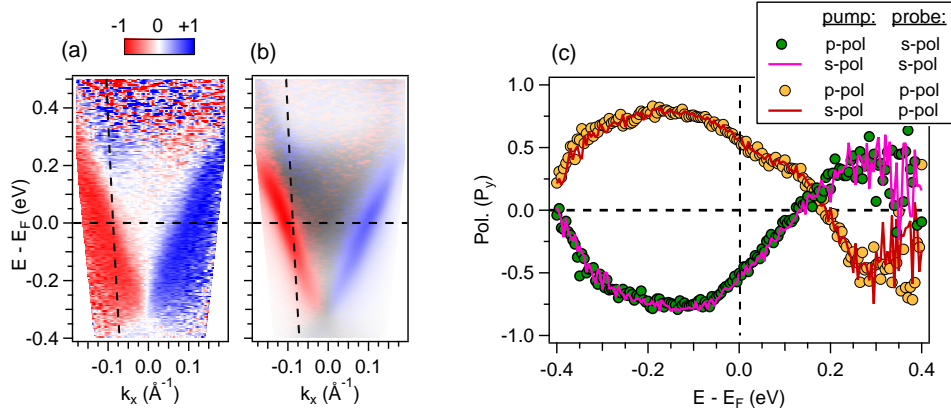 -1 0 +1
(a)
(b)
(c)
E - E_F (eV)
0.4
0.2
0.0
-0.2
-0.4
-0.1 0.0 0.1
k_x (Å⁻¹)
-0.1 0.0 0.1
k_x (Å⁻¹)
pump: probe:
p-pol s-pol
s-pol s-pol
p-pol p-pol
s-pol p-pol
Pol. (P_y)
1.0
0.5
0.0
-0.5
-1.0
-0.4 -0.2 0.0 0.2 0.4
E - E_F (eV)